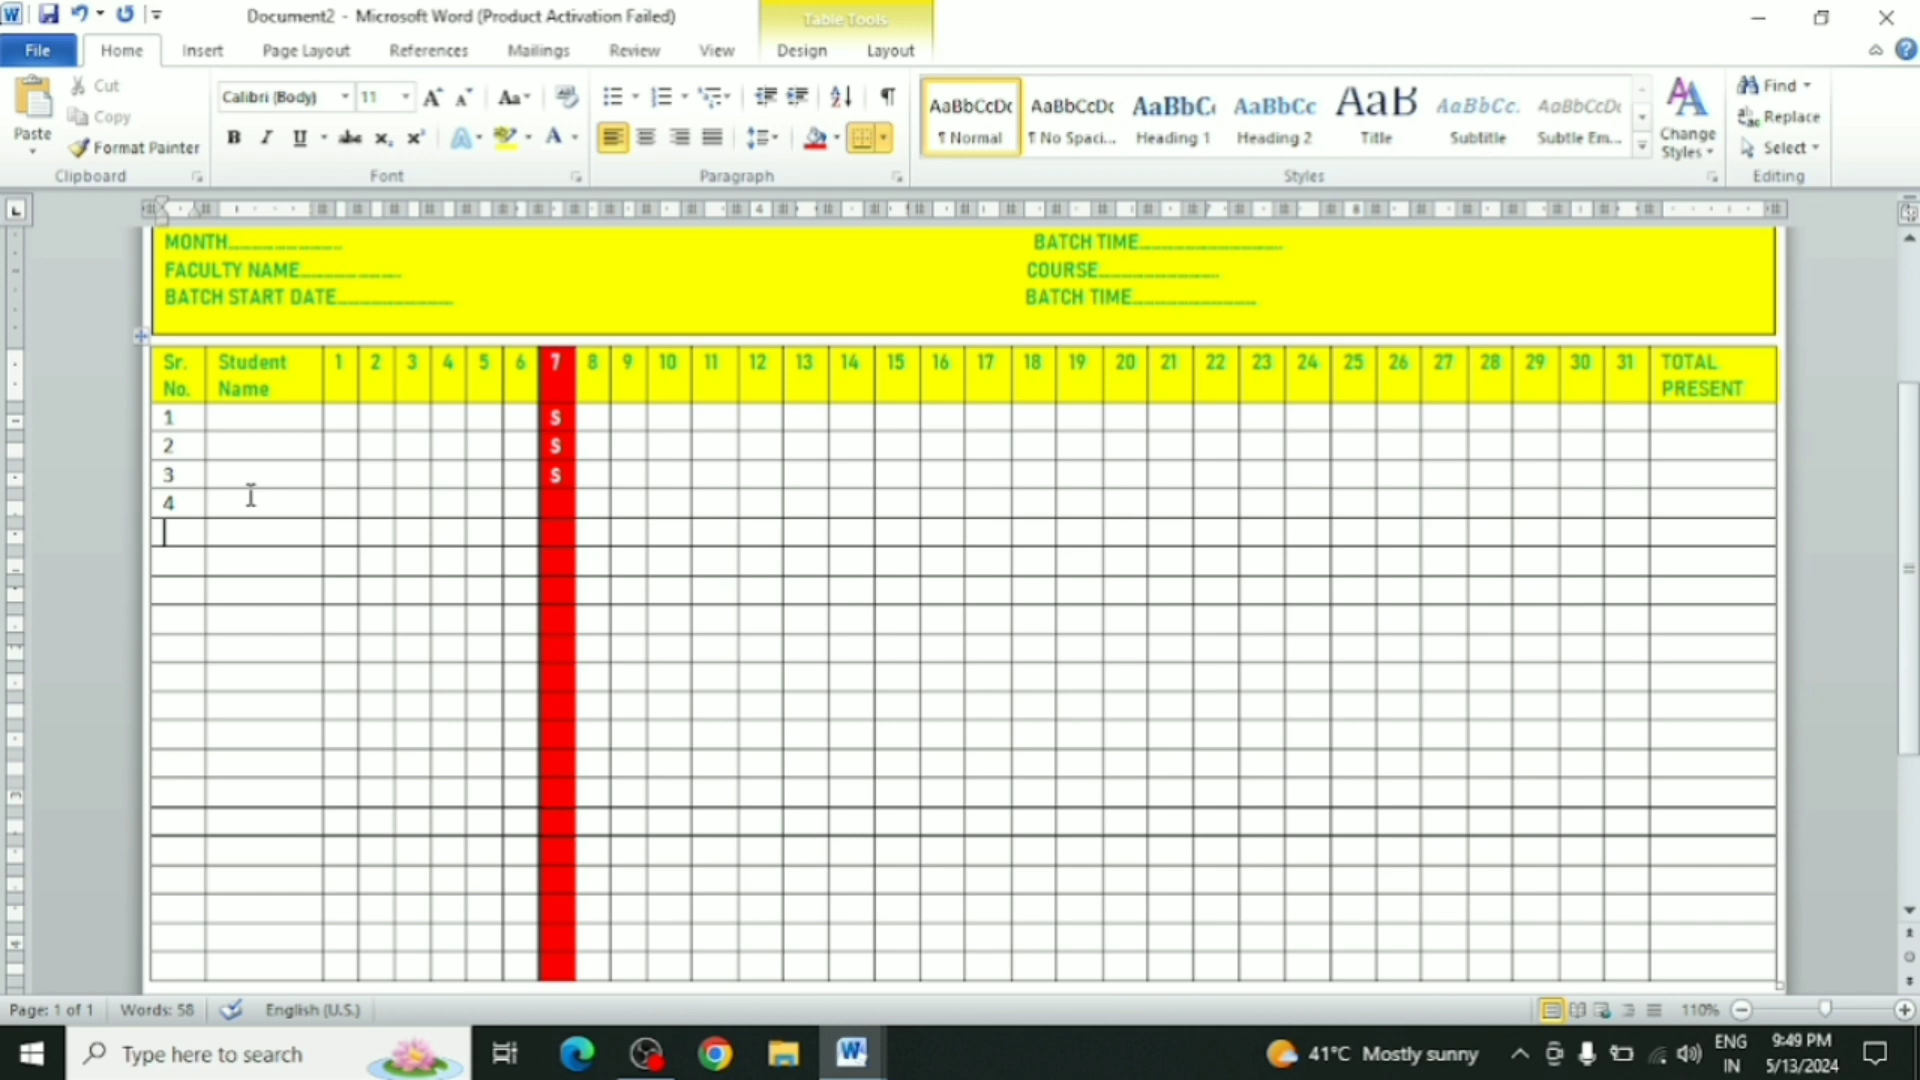 Document2 - Microsoft Word (Product Activation Failed)
Table Tools
File Home Insert Page Layout References Mailings Review View Design Layout
Paste
Cut
Copy
Format Painter
Clipboard
Calibri (Body) 11
Font
Paragraph
AaBbCcDc AaBbCcDc AaBbC AaBbCc AaB AaBbCc. AaBbCcDc
¶ Normal ¶ No Spaci... Heading 1 Heading 2 Title Subtitle Subtle Em...
Styles
Change Styles
Find
Replace
Select
Editing
MONTH BATCH TIME
FACULTY NAME COURSE
BATCH START DATE BATCH TIME
Sr. No. Student Name 1 2 3 4 5 6 7 8 9 10 11 12 13 14 15 16 17 18 19 20 21 22 23 24 25 26 27 28 29 30 31 TOTAL PRESENT
1 S
2 S
3 S
4
Page: 1 of 1 Words: 58 English (U.S.) 110%
Type here to search
41°C Mostly sunny
ENG IN
9:49 PM
5/13/2024